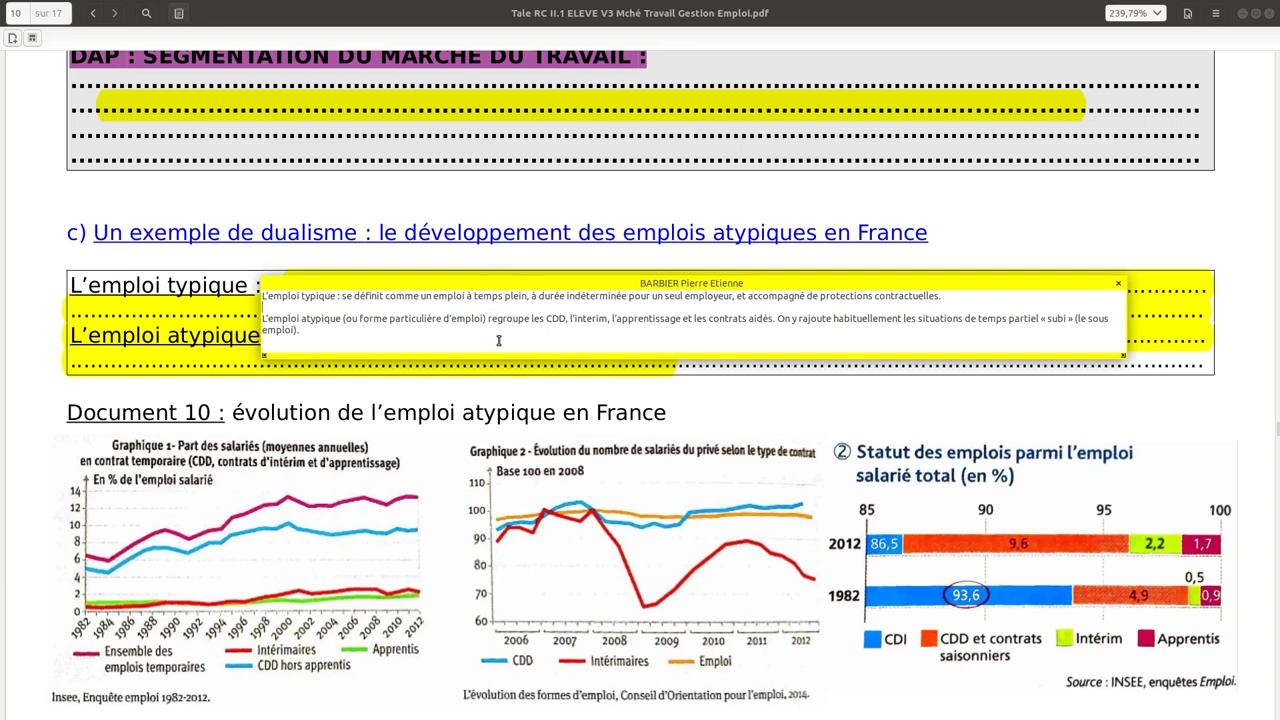 10 sur 17
Tale RC II.1 ELEVE V3 Mché Travail Gestion Emploi.pdf
239,79%
DAP : SEGMENTATION DU MARCHE DU TRAVAIL :
c) Un exemple de dualisme : le développement des emplois atypiques en France
L’emploi typique :
L’emploi atypique
BARBIER Pierre Etienne
L’emploi typique : se définit comme un emploi à temps plein, à durée indéterminée pour un seul employeur, et accompagné de protections contractuelles.
L’emploi atypique (ou forme particulière d’emploi) regroupe les CDD, l’interim, l’apprentissage et les contrats aidés. On y rajoute habituellement les situations de temps partiel « subi » (le sous
emploi).
Document 10 : évolution de l’emploi atypique en France
Graphique 1- Part des salariés (moyennes annuelles)
en contrat temporaire (CDD, contrats d’intérim et d’apprentissage)
En % de l’emploi salarié
14
12
10
8
6
4
2
0
1982 1984 1986 1988 1990 1992 1994 1996 1998 2000 2002 2004 2006 2008 2010 2012
Ensemble des
emplois temporaires
Intérimaires
CDD hors apprentis
Apprentis
Insee, Enquête emploi 1982-2012.
Graphique 2 - Évolution du nombre de salariés du privé selon le type de contrat
Base 100 en 2008
110
100
90
80
70
60
2006 2007 2008 2009 2010 2011 2012
CDD Intérimaires Emploi
L’évolution des formes d’emploi, Conseil d’Orientation pour l’emploi, 2014.
② Statut des emplois parmi l’emploi
salarié total (en %)
85 90 95 100
2012 86,5 9,6 2,2 1,7
0,5
1982 93,6 4,9 0,9
CDI CDD et contrats
saisonniers
Intérim Apprentis
Source : INSEE, enquêtes Emploi.